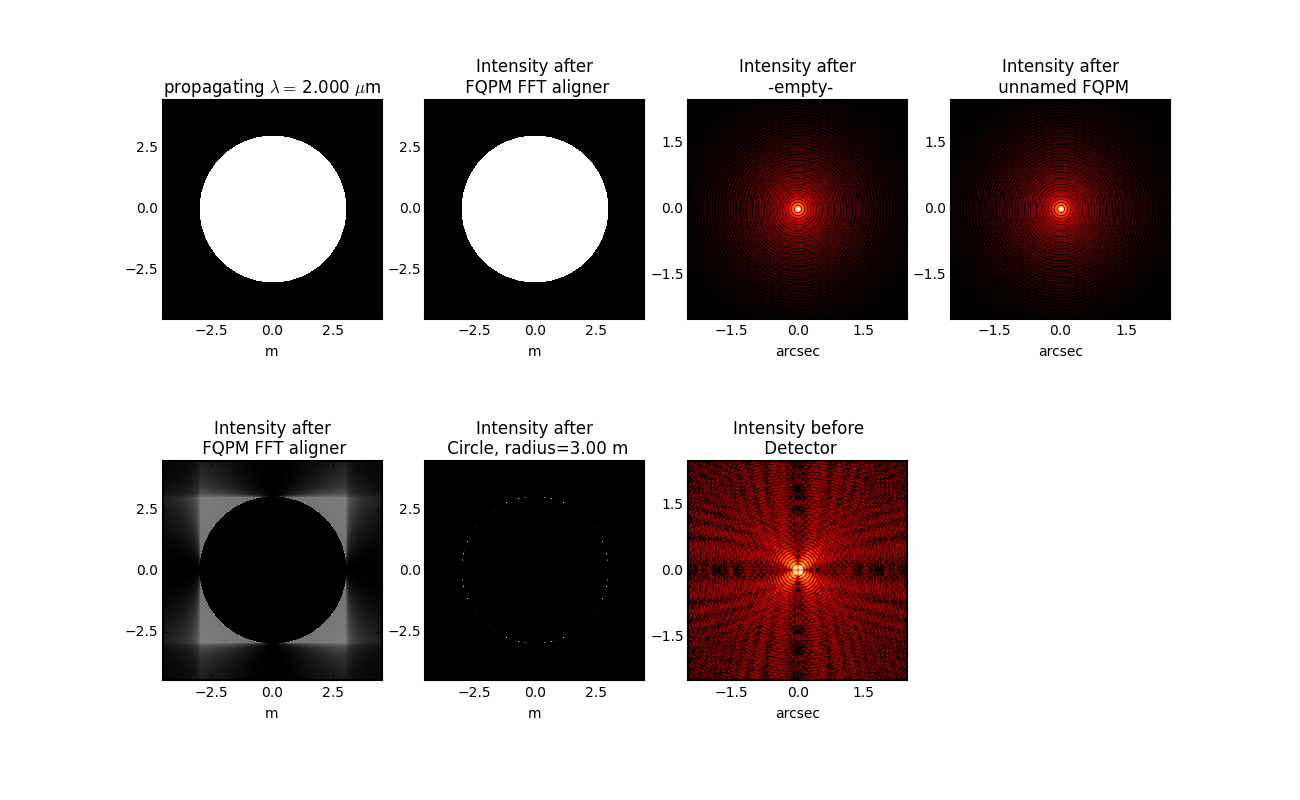 propagating λ = 2.000 μm
Intensity after
FQPM FFT aligner
Intensity after
-empty-
Intensity after
unnamed FQPM
2.5
0.0
−2.5
−2.5
0.0
2.5
m
2.5
0.0
−2.5
−2.5
0.0
2.5
m
1.5
0.0
−1.5
−1.5
0.0
1.5
arcsec
1.5
0.0
−1.5
−1.5
0.0
1.5
arcsec
Intensity after
FQPM FFT aligner
Intensity after
Circle, radius=3.00 m
Intensity before
Detector
2.5
0.0
−2.5
−2.5
0.0
2.5
m
2.5
0.0
−2.5
−2.5
0.0
2.5
m
1.5
0.0
−1.5
−1.5
0.0
1.5
arcsec